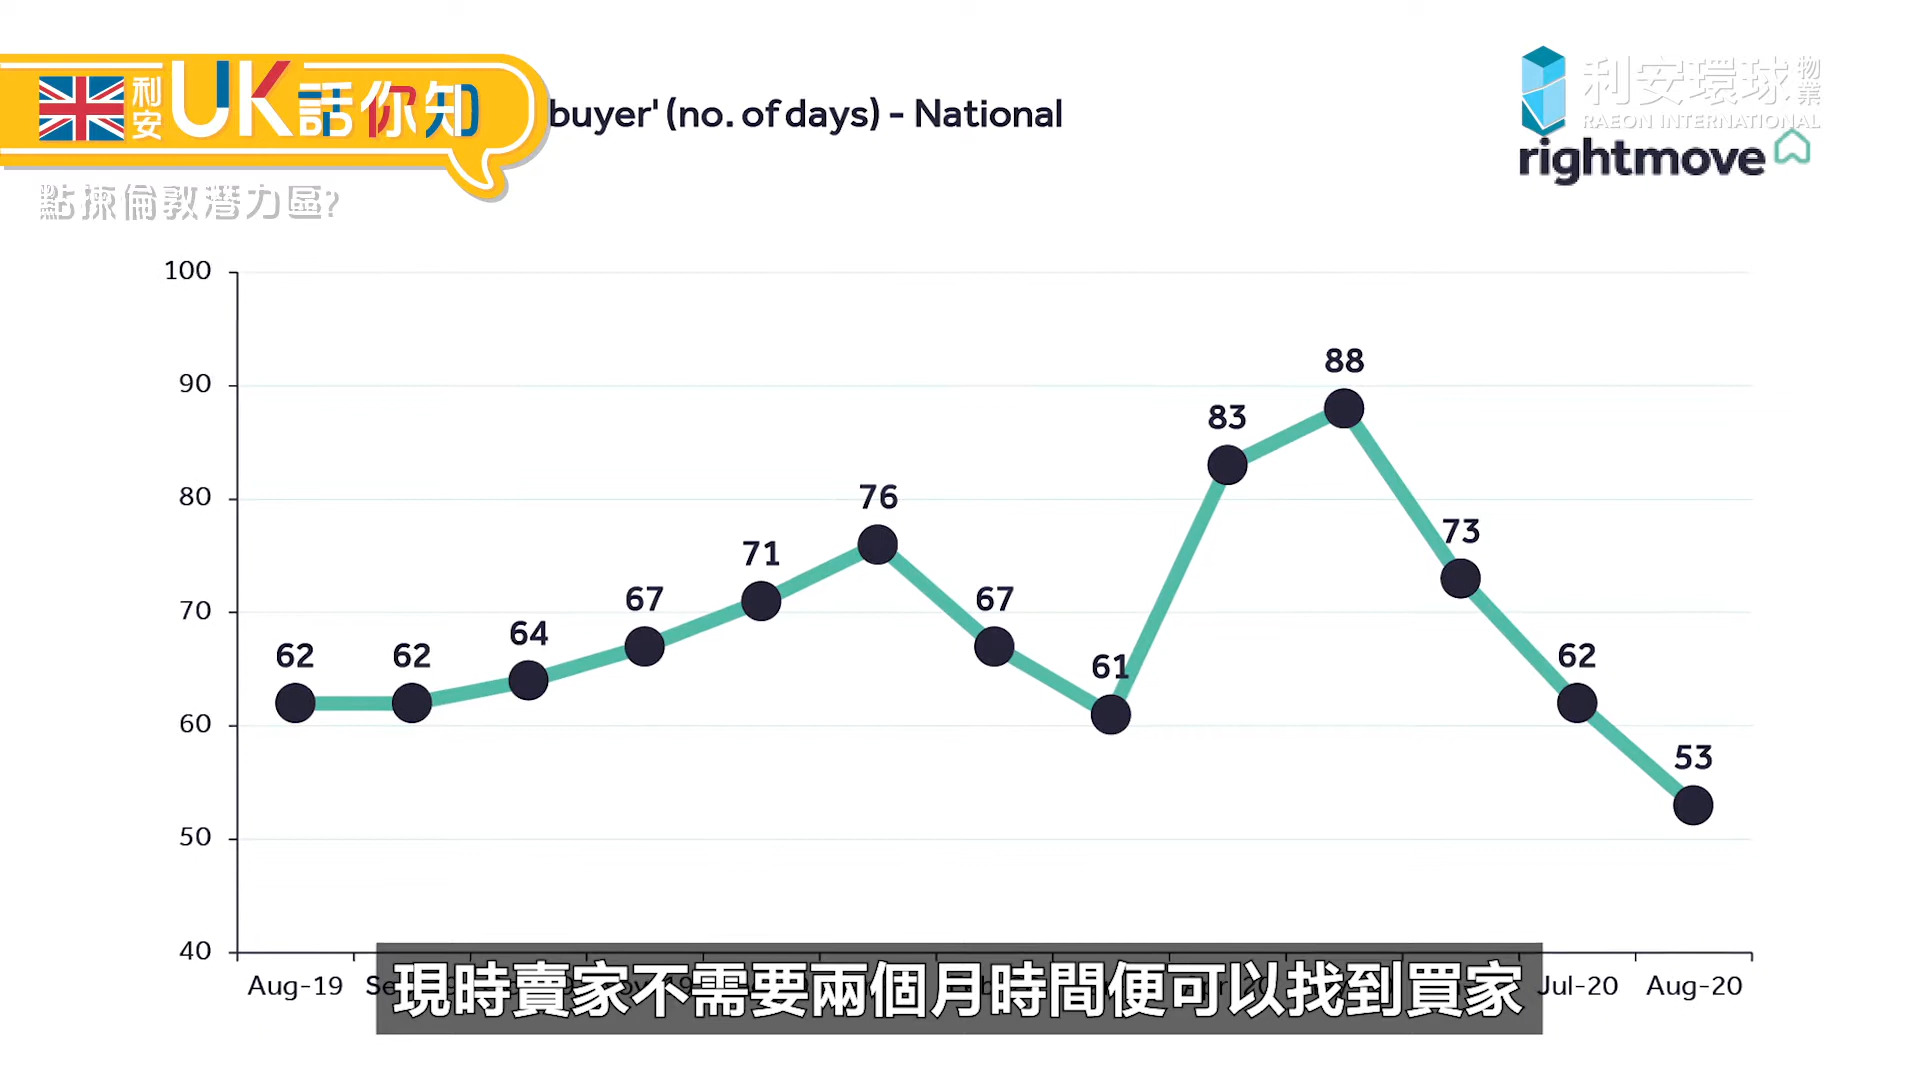 利安
UK話你知
buyer' (no. of days) - National
利安環球物業
RAEON INTERNATIONAL
rightmove
點揀倫敦潛力區?
100
90
80
70
60
50
40
62
62
64
67
71
76
67
61
83
88
73
62
53
Aug-19
Jul-20
Aug-20
現時賣家不需要兩個月時間便可以找到買家